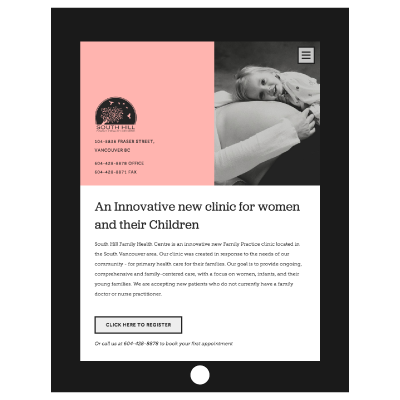 SOUTH HILL
VANCOUVER BC
604-428-8878 OFFICE
604-428-8871 FAX
An Innovative new clinic for women
and their Children
South Hill Family Health Centre is an innovative new Family Practice clinic located in
the South Vancouver area. Our clinic was created in response to the needs of our
community - for primary health care for their families. Our goal is to provide ongoing,
comprehensive and family-centered care, with a focus on women, infants, and their
young families. We are accepting new patients who do not currently have a family
doctor or nurse practitioner.
CLICK HERE TO REGISTER
Or call us at 604-428-8878 to book your first appointment